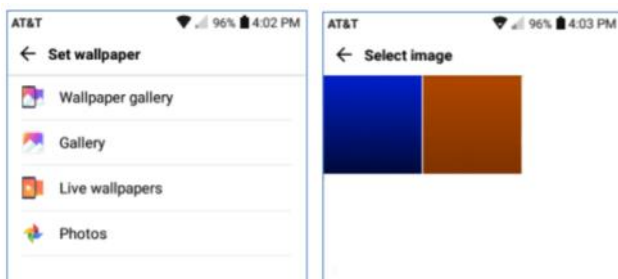 AT&T 96% 4:02 PM
← Set wallpaper
Wallpaper gallery
Gallery
Live wallpapers
Photos
AT&T 96% 4:03 PM
← Select image